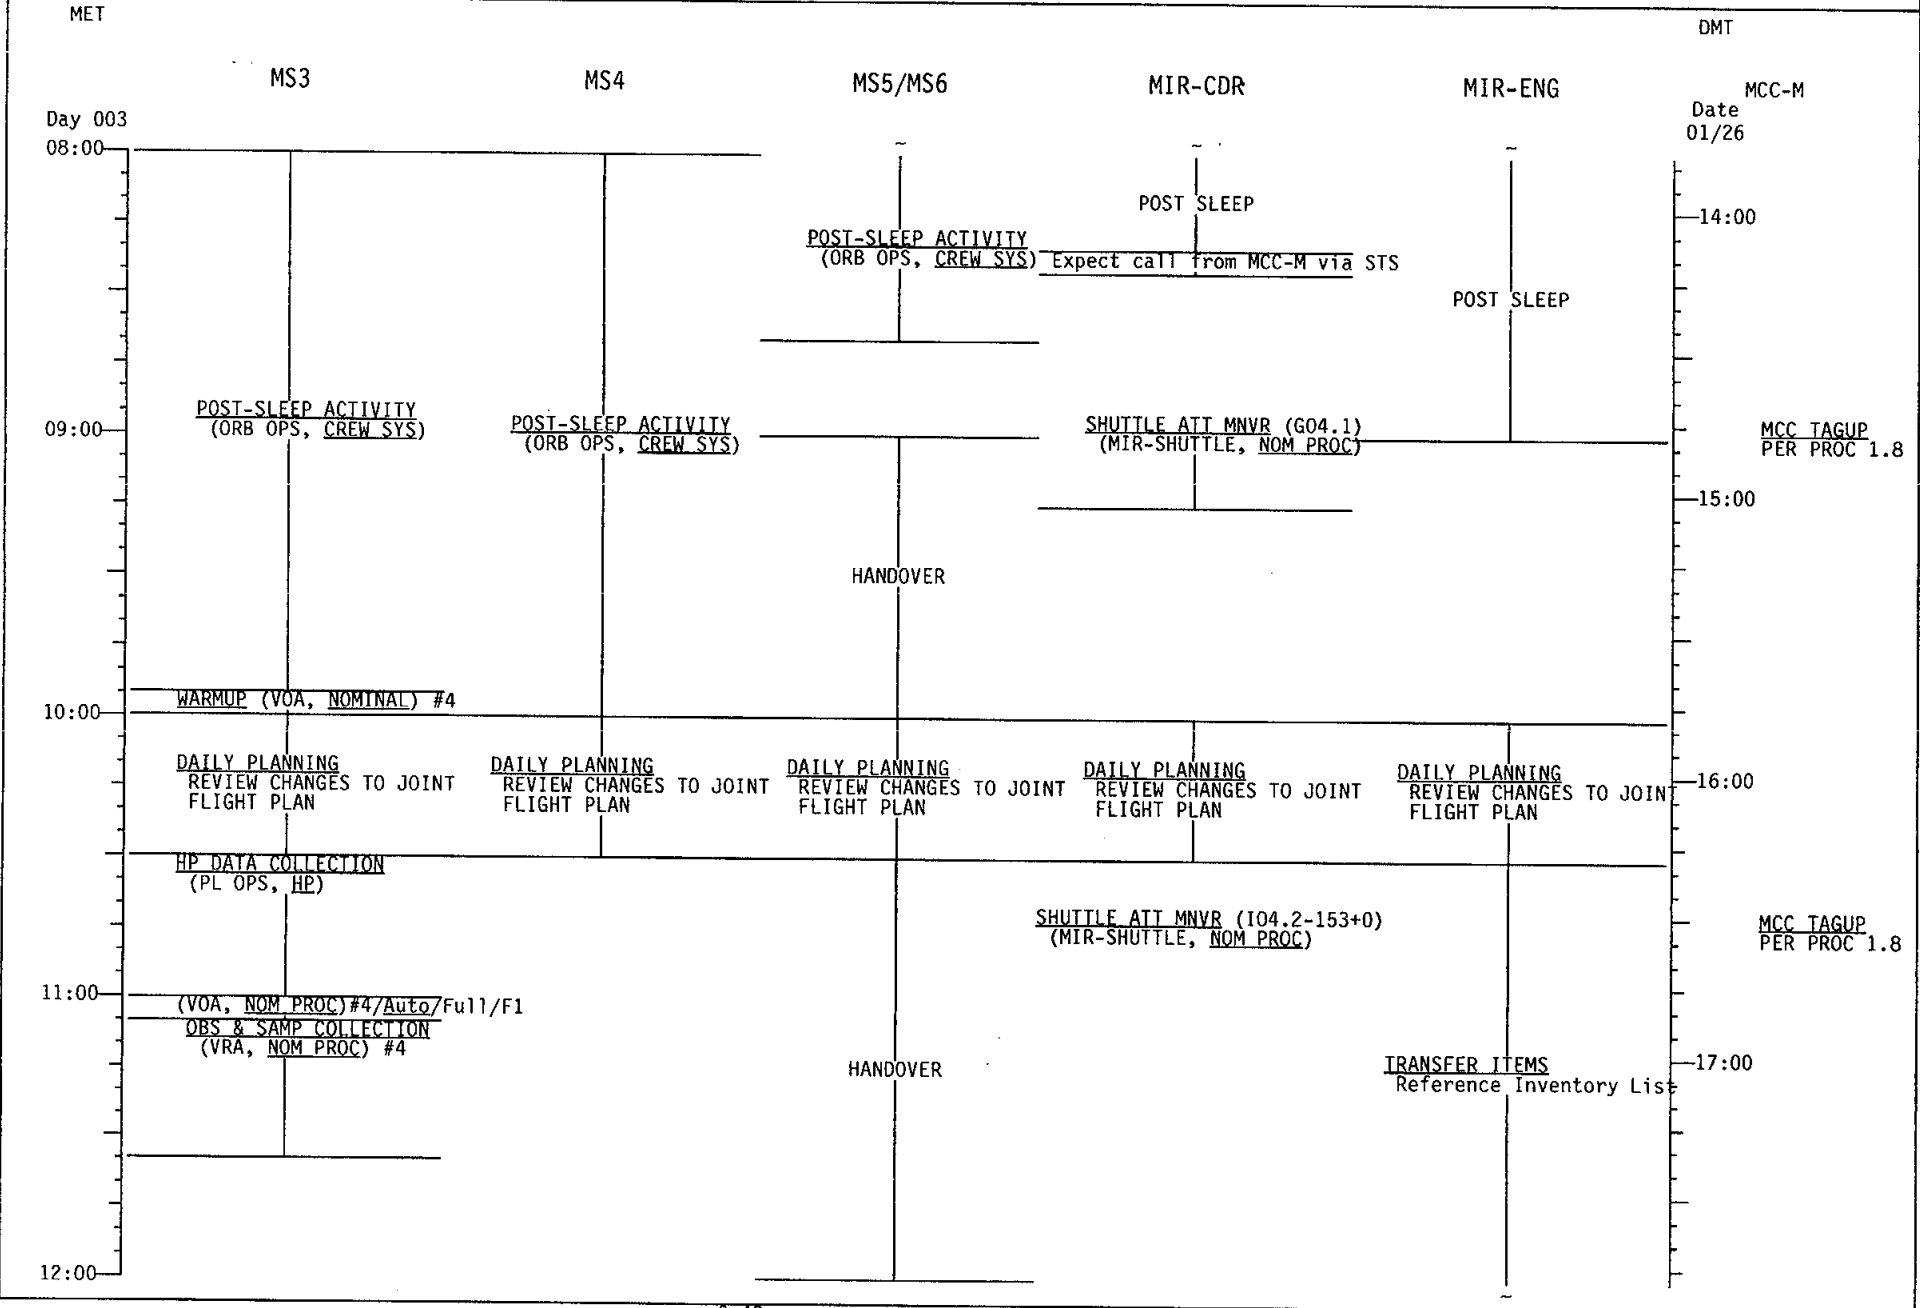 MET
DMT
MS3
MS4
MS5/MS6
MIR-CDR
MIR-ENG
MCC-M
Date
01/26
Day 003
08:00
POST SLEEP
14:00
POST-SLEEP ACTIVITY
(ORB OPS, CREW SYS)
Expect call from MCC-M via STS
POST SLEEP
POST-SLEEP ACTIVITY
(ORB OPS, CREW SYS)
09:00
POST-SLEEP ACTIVITY
(ORB OPS, CREW SYS)
SHUTTLE ATT MNVR (G04.1)
(MIR-SHUTTLE, NOM PROC)
MCC TAGUP
PER PROC 1.8
15:00
HANDOVER
WARMUP (VOA, NOMINAL) #4
10:00
DAILY PLANNING
REVIEW CHANGES TO JOINT
FLIGHT PLAN
DAILY PLANNING
REVIEW CHANGES TO JOINT
FLIGHT PLAN
DAILY PLANNING
REVIEW CHANGES TO JOINT
FLIGHT PLAN
DAILY PLANNING
REVIEW CHANGES TO JOINT
FLIGHT PLAN
DAILY PLANNING
REVIEW CHANGES TO JOINT
FLIGHT PLAN
16:00
HP DATA COLLECTION
(PL OPS, HP)
SHUTTLE ATT MNVR (I04.2-153+0)
(MIR-SHUTTLE, NOM PROC)
MCC TAGUP
PER PROC 1.8
11:00
(VOA, NOM PROC)#4/Auto/Full/F1
OBS & SAMP COLLECTION
(VRA, NOM PROC) #4
HANDOVER
TRANSFER ITEMS
Reference Inventory List
17:00
12:00